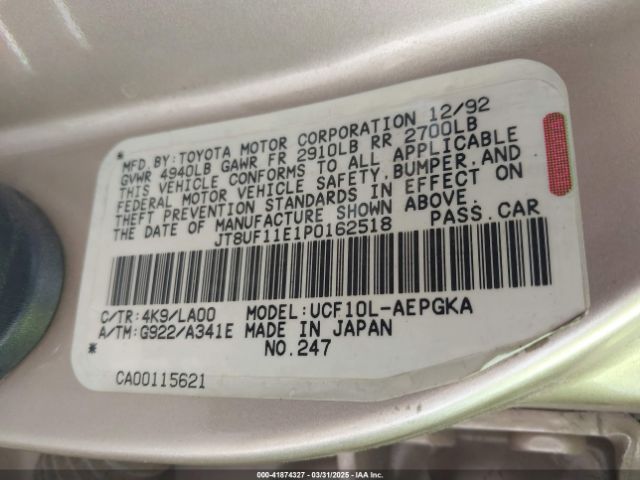 * MFD.BY:TOYOTA MOTOR CORPORATION 12/92
GVWR 4940LB GAWR FR 2910LB RR 2700LB
THIS VEHICLE CONFORMS TO ALL APPLICABLE
FEDERAL MOTOR VEHICLE SAFETY,BUMPER,AND
THEFT PREVENTION STANDARDS IN EFFECT ON
THE DATE OF MANUFACTURE SHOWN ABOVE.
JT8UF11E1P0162518 PASS.CAR
C/TR:4K9/LA00 MODEL:UCF10L-AEPGKA
A/TM:G922/A341E MADE IN JAPAN
* NO.247
CA00115621
000-41874327 - 03/31/2025 - IAA Inc.